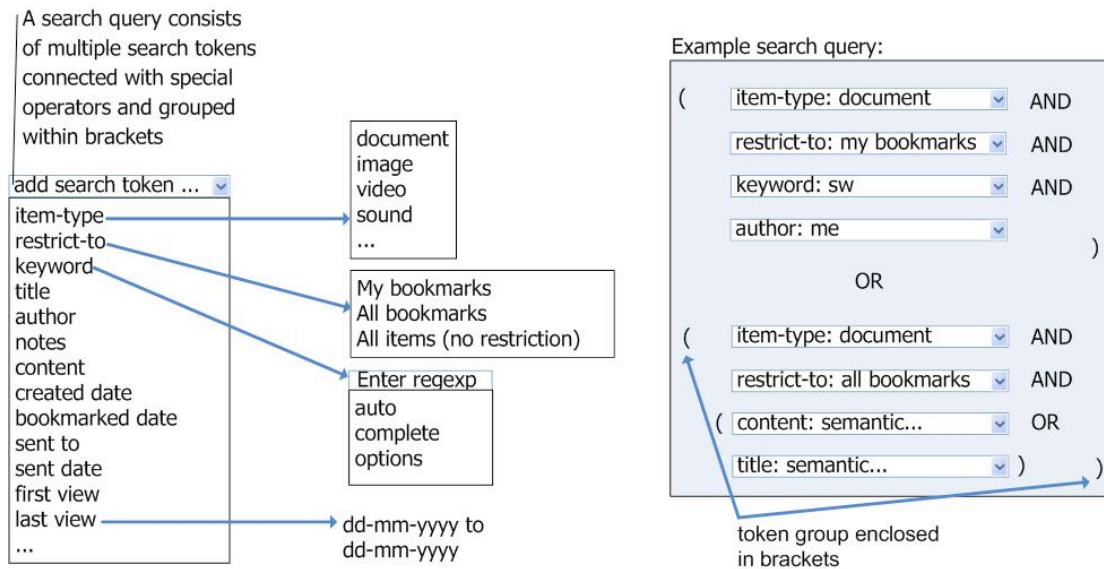 A search query consists
of multiple search tokens
connected with special
operators and grouped
within brackets
add search token ...
item-type
restrict-to
keyword
title
author
notes
content
created date
bookmarked date
sent to
sent date
first view
last view
...
document
image
video
sound
...
My bookmarks
All bookmarks
All items (no restriction)
Enter regexp
auto
complete
options
dd-mm-yyyy to
dd-mm-yyyy
Example search query:
( item-type: document AND
restrict-to: my bookmarks AND
keyword: sw AND
author: me
)
OR
( item-type: document AND
restrict-to: all bookmarks AND
( content: semantic... OR
title: semantic... ) )
token group enclosed
in brackets